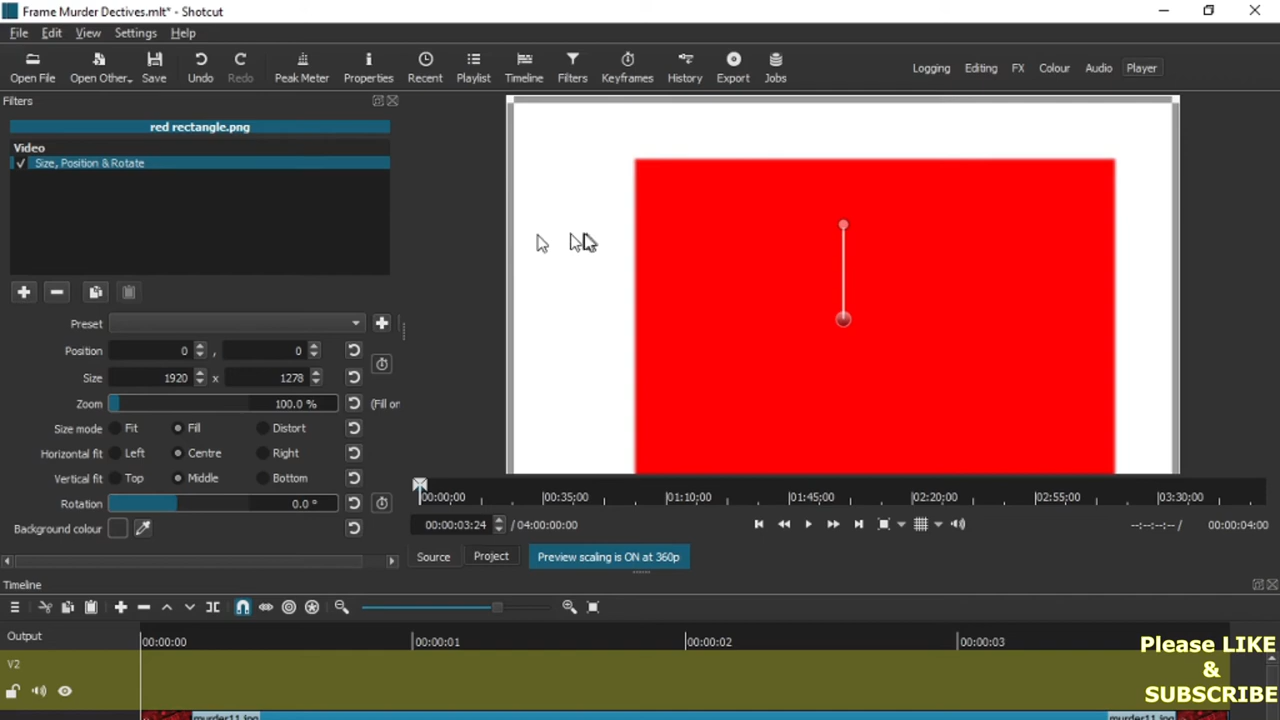 Frame Murder Dectives.mlt* - Shotcut
File Edit View Settings Help
Open File Open Other.. Save Undo Redo Peak Meter Properties Recent Playlist Timeline Filters Keyframes History Export Jobs Logging Editing FX Colour Audio Player
Filters
red rectangle.png
Video
Size, Position & Rotate
Preset
Position 0 , 0
Size 1920 x 1278
Zoom 100.0 % (Fill or
Size mode Fit Fill Distort
Horizontal fit Left Centre Right
Vertical fit Top Middle Bottom
Rotation 0.0 °
Background colour
00:00;00 00:35;00 01:10;00 01:45;00 02:20;00 02:55;00 03:30;00
00:00:03:24 / 04:00:00:00 --:--:--:-- / 00:00:04:00
Source Project Preview scaling is ON at 360p
Timeline
Output 00:00:00 00:00:01 00:00:02 00:00:03
V2
murder11.jpg murder11.jpg
Please LIKE
&
SUBSCRIBE